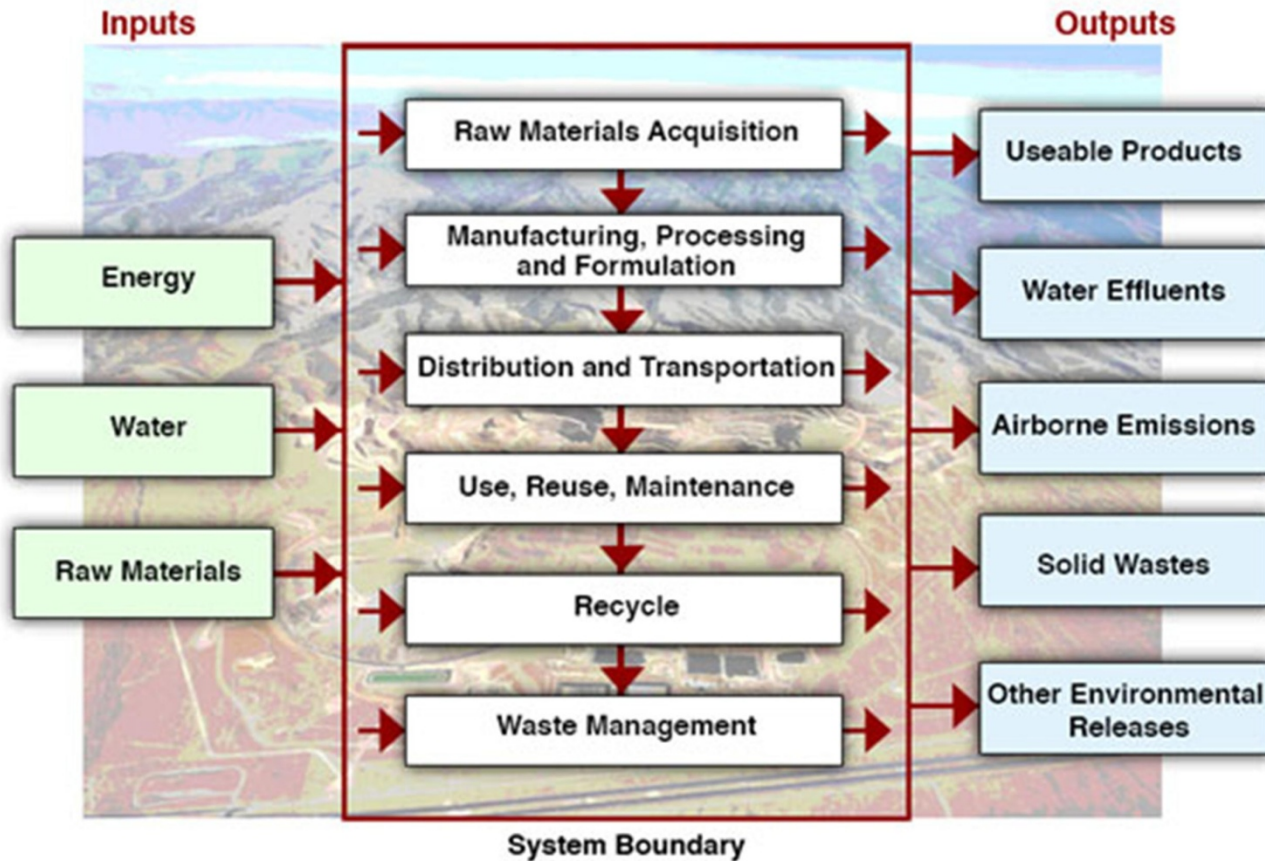 Inputs
Outputs
Raw Materials Acquisition
Manufacturing, Processing
and Formulation
Distribution and Transportation
Use, Reuse, Maintenance
Recycle
Waste Management
Energy
Water
Raw Materials
Useable Products
Water Effluents
Airborne Emissions
Solid Wastes
Other Environmental
Releases
System Boundary